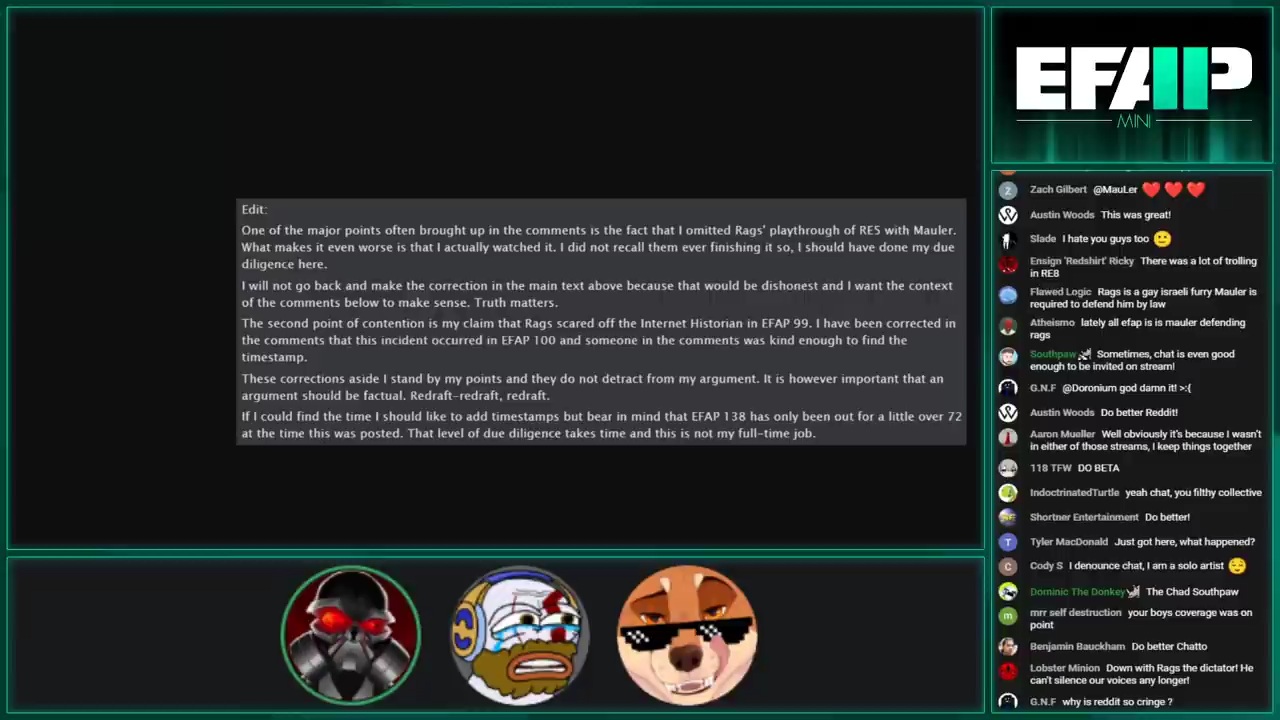 Edit:
One of the major points often brought up in the comments is the fact that I omitted Rags' playthrough of RE5 with Mauler.
What makes it even worse is that I actually watched it. I did not recall them ever finishing it so, I should have done my due
diligence here.
I will not go back and make the correction in the main text above because that would be dishonest and I want the context
of the comments below to make sense. Truth matters.
The second point of contention is my claim that Rags scared off the Internet Historian in EFAP 99. I have been corrected in
the comments that this incident occurred in EFAP 100 and someone in the comments was kind enough to find the
timestamp.
These corrections aside I stand by my points and they do not detract from my argument. It is however important that an
argument should be factual. Redraft-redraft, redraft.
If I could find the time I should like to add timestamps but bear in mind that EFAP 138 has only been out for a little over 72
at the time this was posted. That level of due diligence takes time and this is not my full-time job.
EFAP
MINI
Zach Gilbert @MauLer ❤️ ❤️ ❤️
Austin Woods This was great!
Slade I hate you guys too 🙂
Ensign 'Redshirt' Ricky There was a lot of trolling
in RE8
Flawed Logic Rags is a gay israeli furry Mauler is
required to defend him by law
Atheismo lately all efap is is mauler defending
rags
Southpaw Sometimes, chat is even good
enough to be invited on stream!
G.N.F @Doronium god damn it! >:(
Austin Woods Do better Reddit!
Aaron Mueller Well obviously it's because I wasn't
in either of those streams, I keep things together
118 TFW DO BETA
IndoctrinatedTurtle yeah chat, you filthy collective
Shortner Entertainment Do better!
Tyler MacDonald Just got here, what happened?
Cody S I denounce chat, I am a solo artist 😌
Dominic The Donkey The Chad Southpaw
mrr self destruction your boys coverage was on
point
Benjamin Bauckham Do better Chatto
Lobster Minion Down with Rags the dictator! He
can't silence our voices any longer!
G.N.F why is reddit so cringe ?